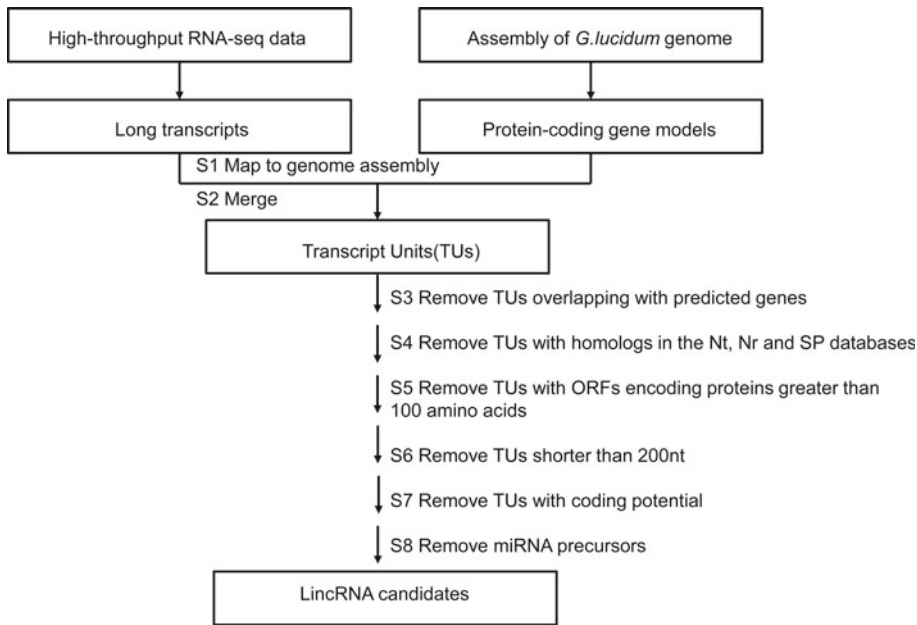 High-throughput RNA-seq data
Assembly of G.lucidum genome
Long transcripts
Protein-coding gene models
S1 Map to genome assembly
S2 Merge
Transcript Units(TUs)
S3 Remove TUs overlapping with predicted genes
S4 Remove TUs with homologs in the Nt, Nr and SP databases
S5 Remove TUs with ORFs encoding proteins greater than
100 amino acids
S6 Remove TUs shorter than 200nt
S7 Remove TUs with coding potential
S8 Remove miRNA precursors
LincRNA candidates